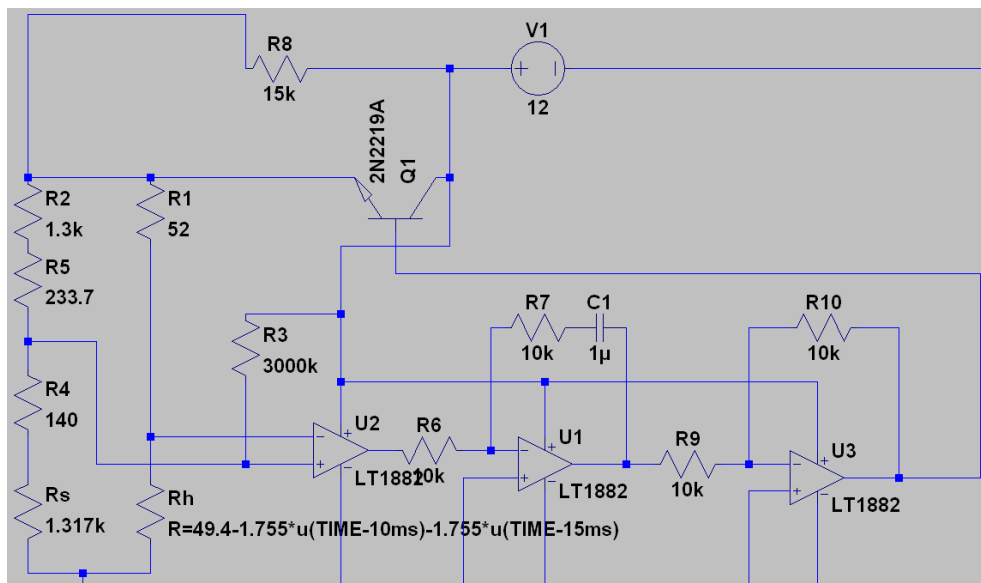 V1
12
R8
15k
2N2219A
Q1
R2
1.3k
R1
52
R5
233.7
R3
3000k
R7
10k
C1
1µ
R10
10k
R4
140
U2
LT1882
R6
10k
U1
LT1882
R9
10k
U3
LT1882
Rs
1.317k
Rh
R=49.4-1.755*u(TIME-10ms)-1.755*u(TIME-15ms)
+
-
+
-
+
-
+
-
+
-
+
-
+
-